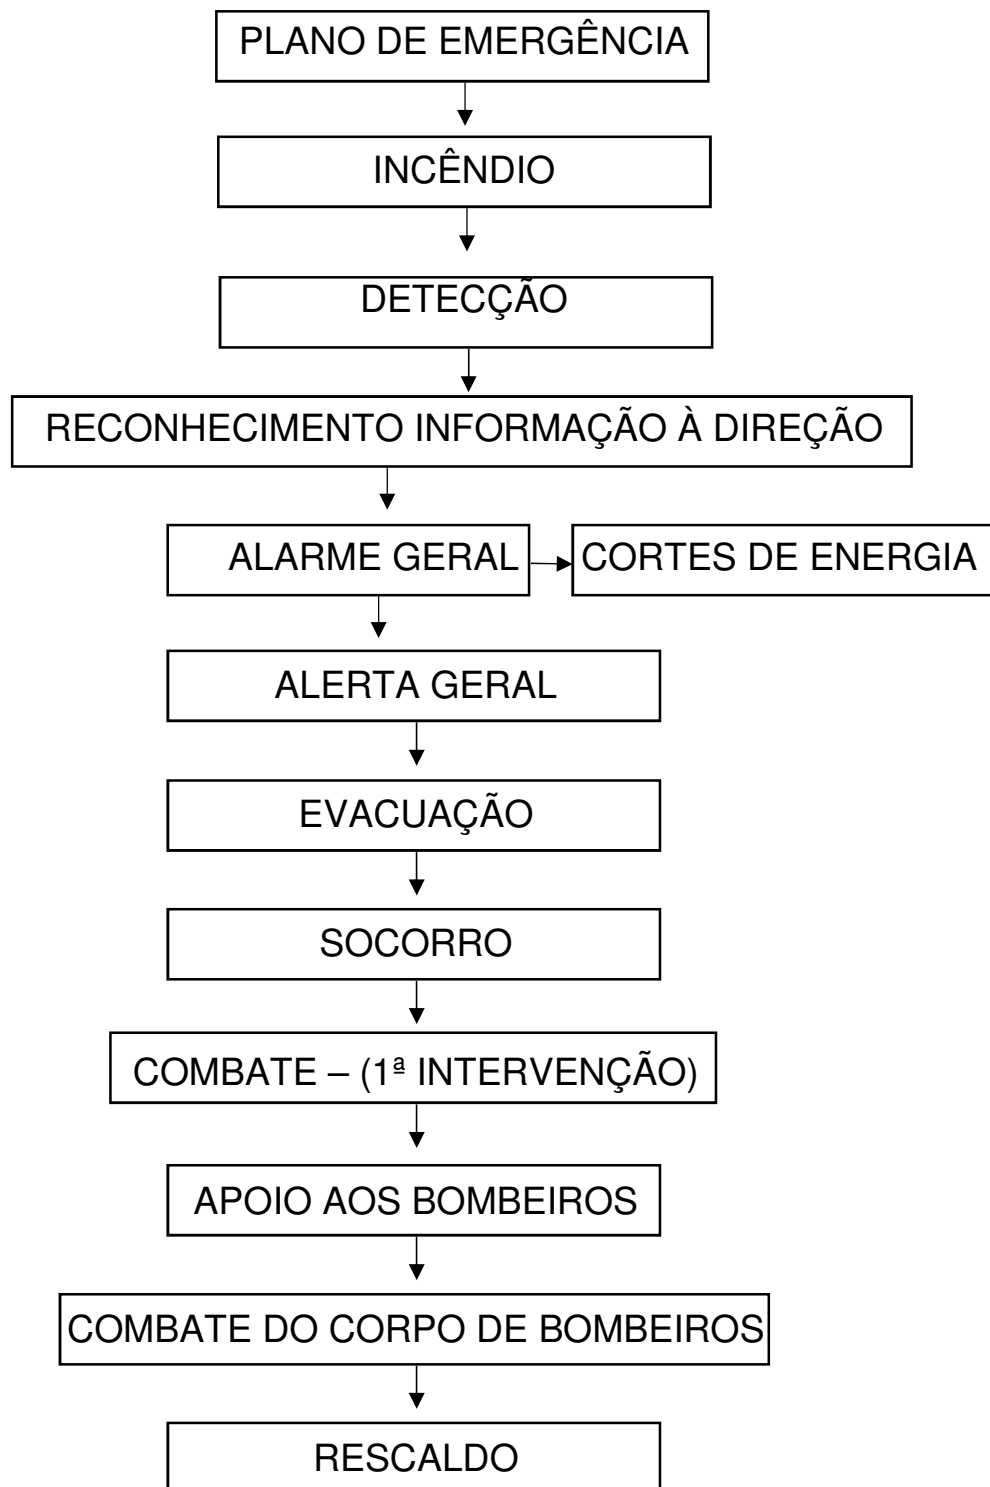 PLANO DE EMERGÊNCIA
INCÊNDIO
DETECÇÃO
RECONHECIMENTO INFORMAÇÃO À DIREÇÃO
ALARME GERAL
CORTES DE ENERGIA
ALERTA GERAL
EVACUAÇÃO
SOCORRO
COMBATE – (1ª INTERVENÇÃO)
APOIO AOS BOMBEIROS
COMBATE DO CORPO DE BOMBEIROS
RESCALDO